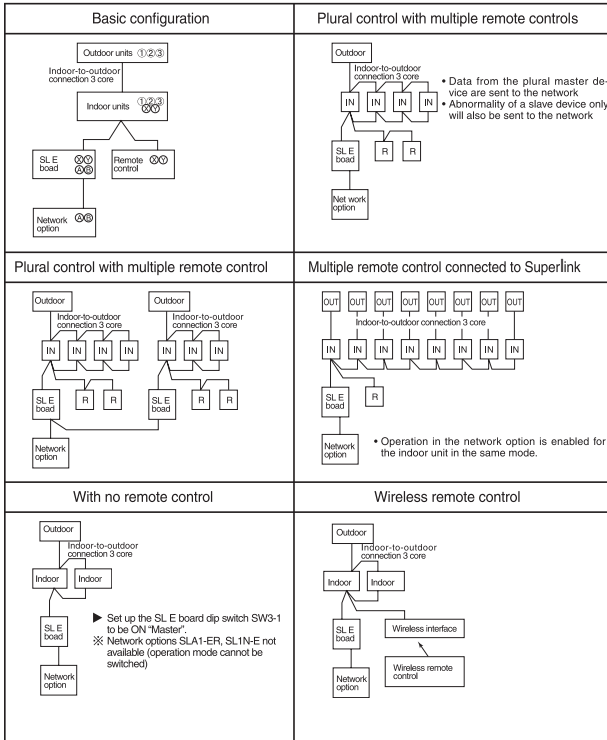 Basic configuration
Outdoor units ①②③
Indoor-to-outdoor
connection 3 core
Indoor units ①②③
ⓍⓎ
SL E
boad
ⓍⓎ
ⒶⒷ
Remote
control
ⓍⓎ
Network
option
ⒶⒷ
Plural control with multiple remote controls
Outdoor
Indoor-to-outdoor
connection 3 core
IN IN IN IN
• Data from the plural master de-
vice are sent to the network
• Abnormality of a slave device only
will also be sent to the network
SL E
boad
R R
Net work
option
Plural control with multiple remote control
Outdoor Outdoor
Indoor-to-outdoor
connection 3 core
Indoor-to-outdoor
connection 3 core
IN IN IN IN IN IN IN IN
SL E
boad
R R
SL E
boad
R R
Network
option
Multiple remote control connected to Superlink
OUT OUT OUT OUT OUT OUT OUT OUT
Indoor-to-outdoor connection 3 core
IN IN IN IN IN IN IN IN
SL E
boad
R
Network
option
• Operation in the network option is enabled for
the indoor unit in the same mode.
With no remote control
Outdoor
Indoor-to-outdoor
connection 3 core
Indoor Indoor
SL E
boad
▶ Set up the SL E board dip switch SW3-1
to be ON "Master".
※ Network options SLA1-ER, SL1N-E not
available (operation mode cannot be
switched)
Network
option
Wireless remote control
Outdoor
Indoor-to-outdoor
connection 3 core
Indoor Indoor
SL E
boad
Wireless interface
Wireless remote
control
Network
option